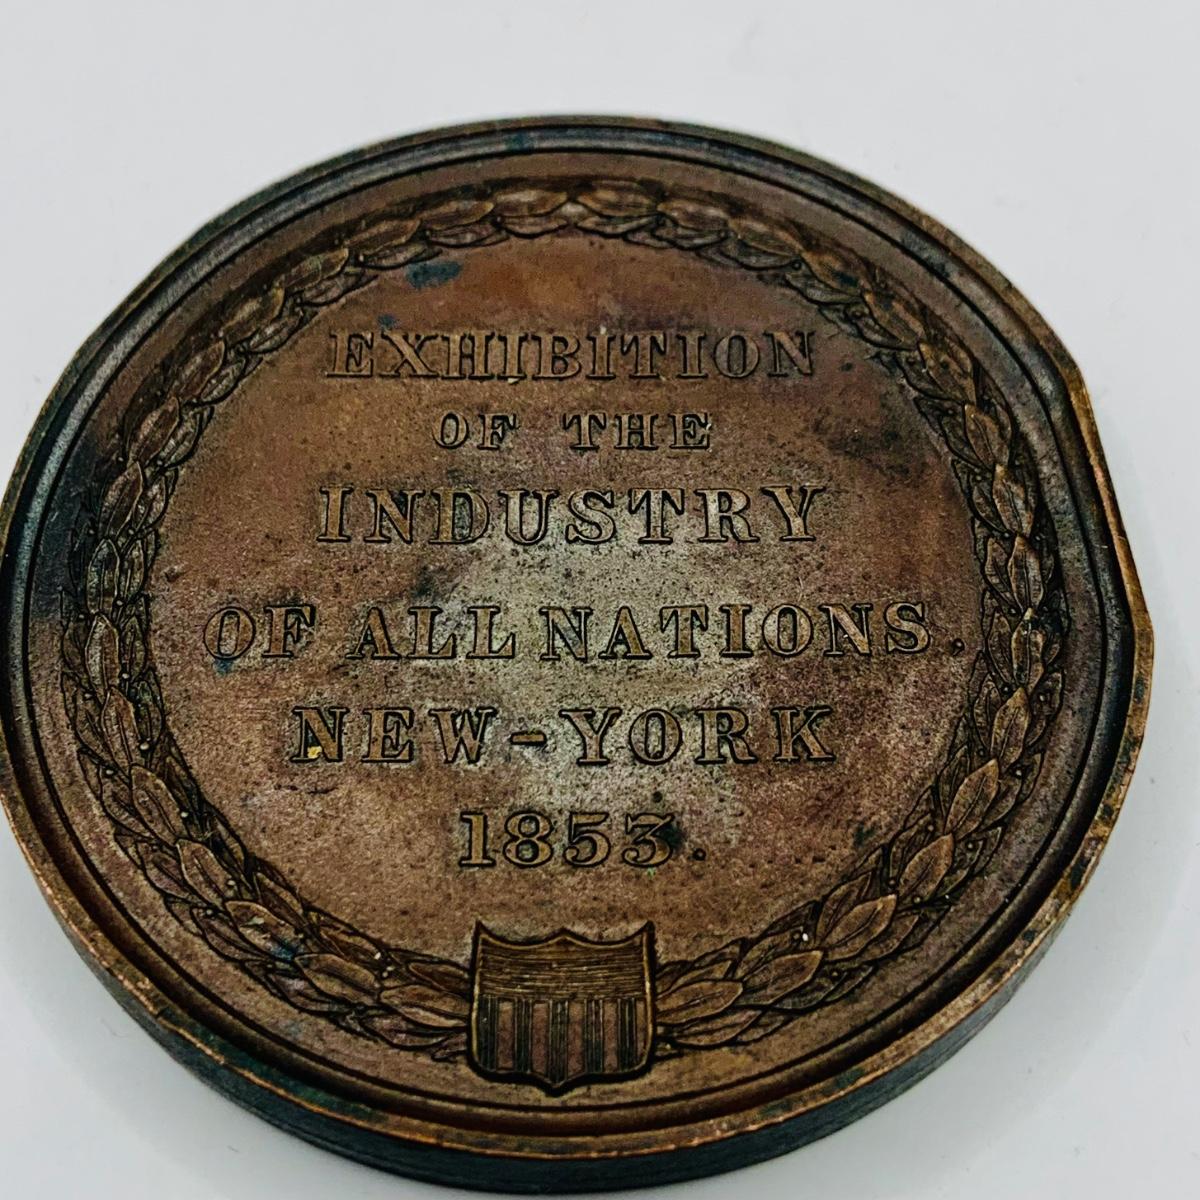 EXHIBITION
OF THE
INDUSTRY
OF ALL NATIONS,
NEW-YORK
1853.